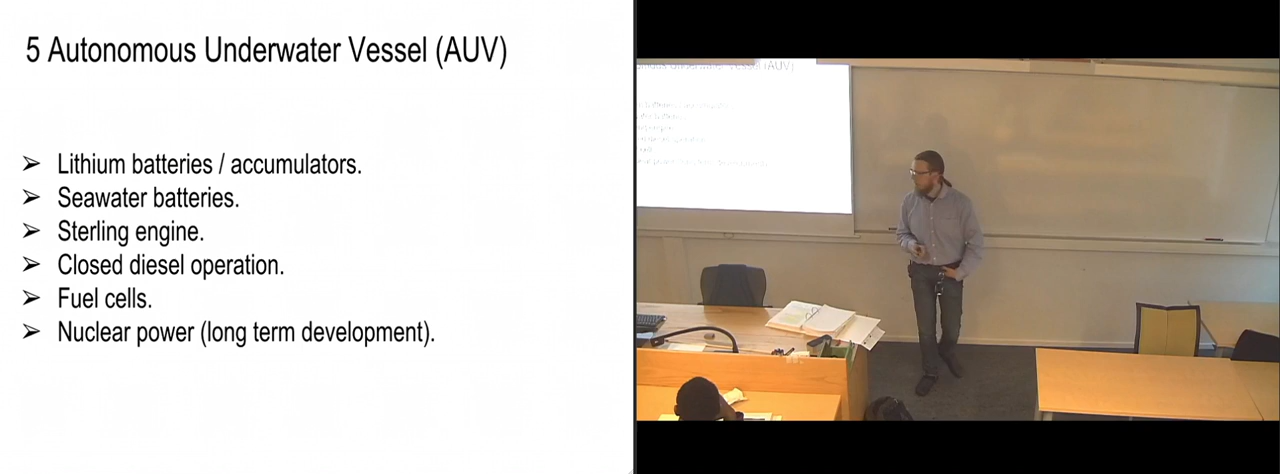 5 Autonomous Underwater Vessel (AUV)
➢ Lithium batteries / accumulators.
➢ Seawater batteries.
➢ Sterling engine.
➢ Closed diesel operation.
➢ Fuel cells.
➢ Nuclear power (long term development).